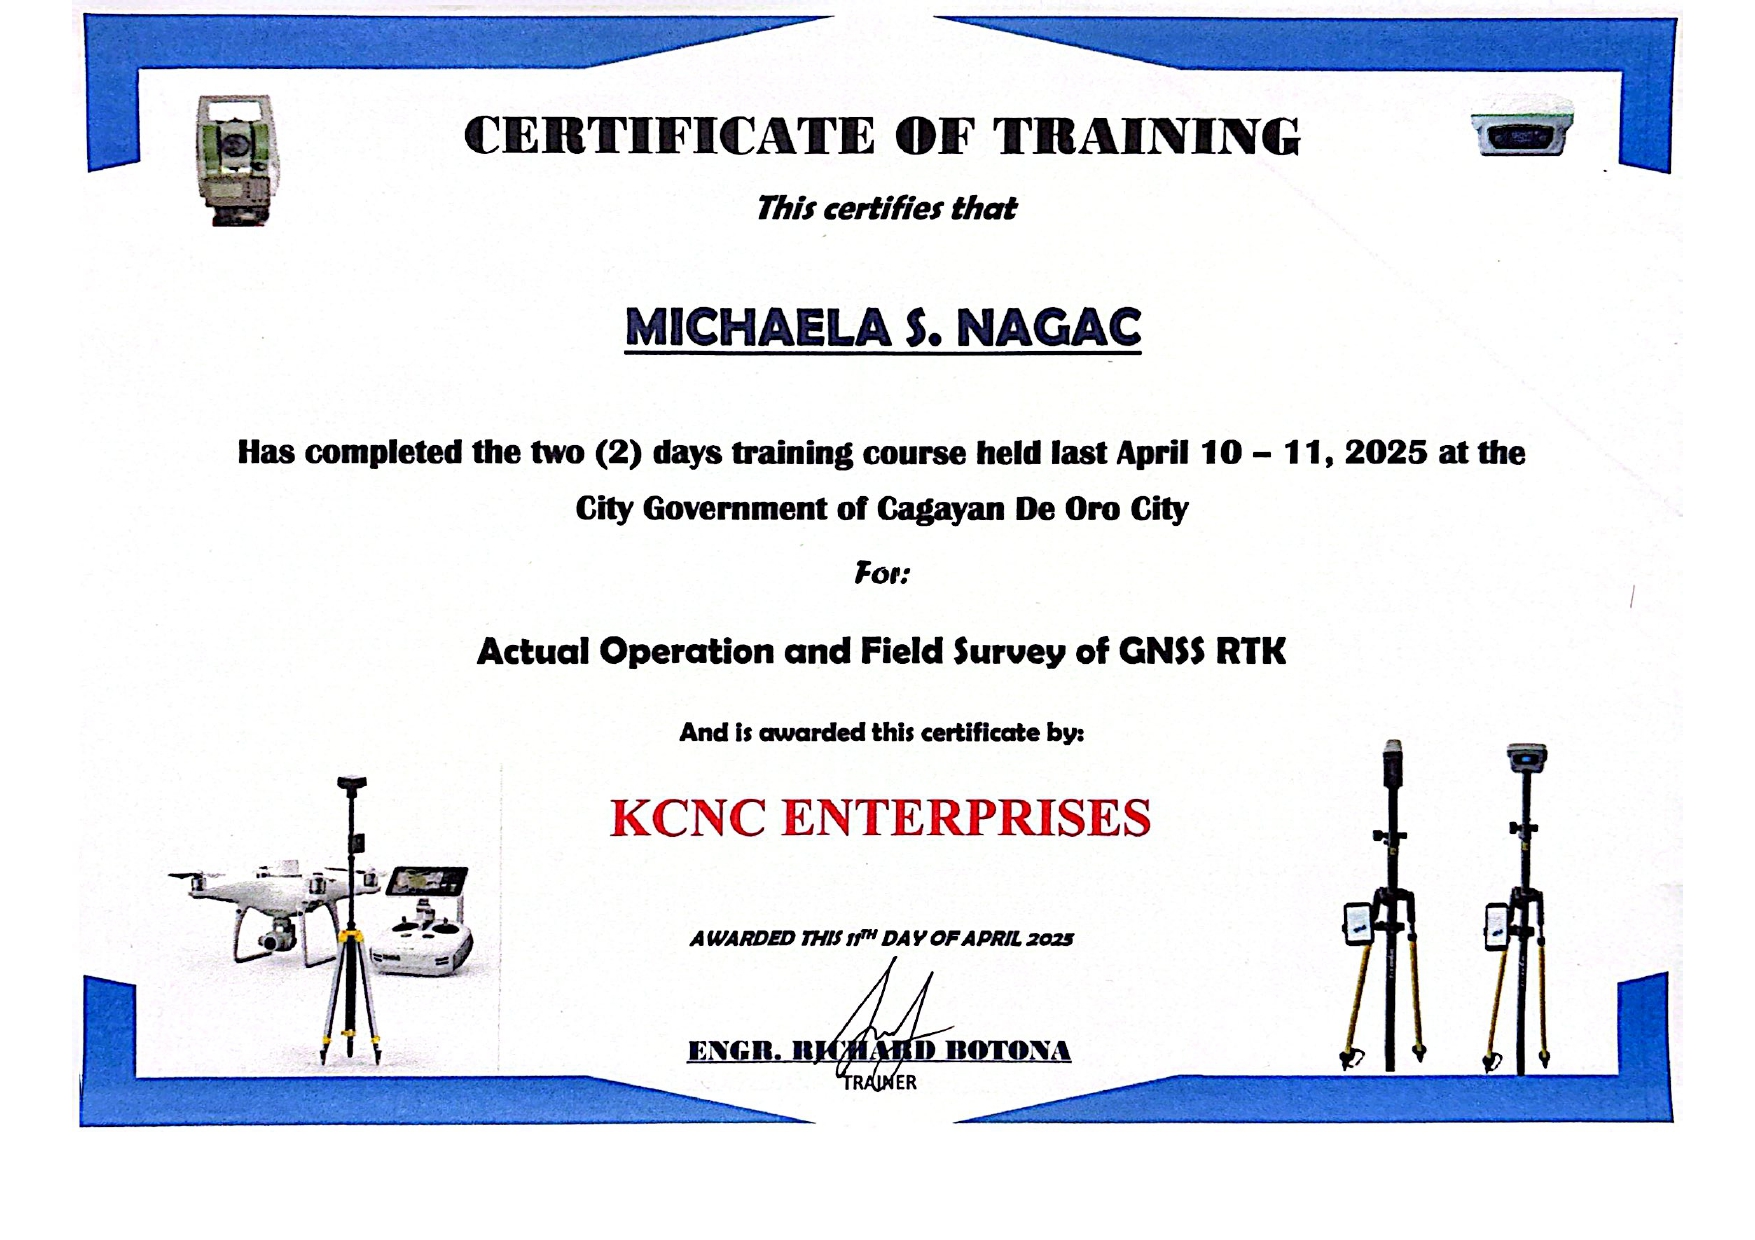 CERTIFICATE OF TRAINING
This certifies that
MICHAELA S. NAGAC
Has completed the two (2) days training course held last April 10 – 11, 2025 at the
City Government of Cagayan De Oro City
For:
Actual Operation and Field Survey of GNSS RTK
And is awarded this certificate by:
KCNC ENTERPRISES
AWARDED THIS 11TH DAY OF APRIL 2025
ENGR. RICHARD BOTONA
TRAINER